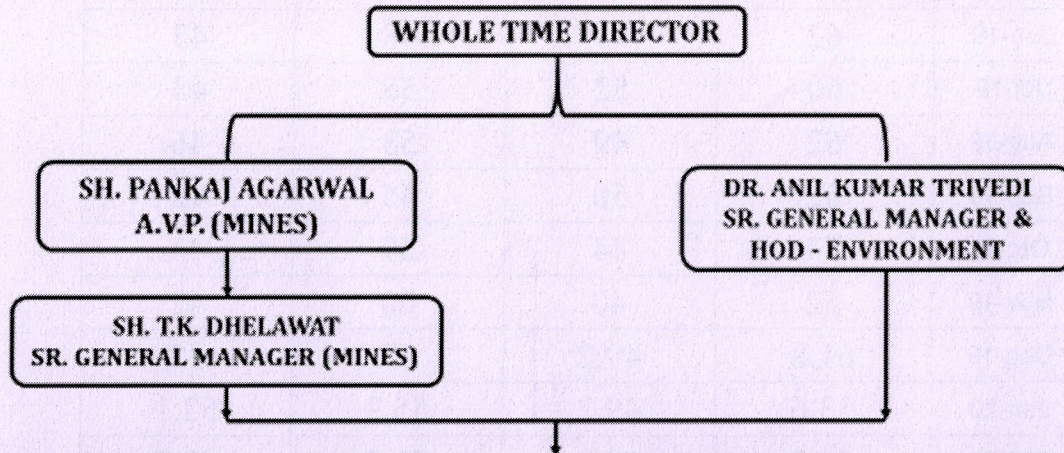 WHOLE TIME DIRECTOR
SH. PANKAJ AGARWAL
A.V.P. (MINES)
DR. ANIL KUMAR TRIVEDI
SR. GENERAL MANAGER &
HOD - ENVIRONMENT
SH. T.K. DHELAWAT
SR. GENERAL MANAGER (MINES)